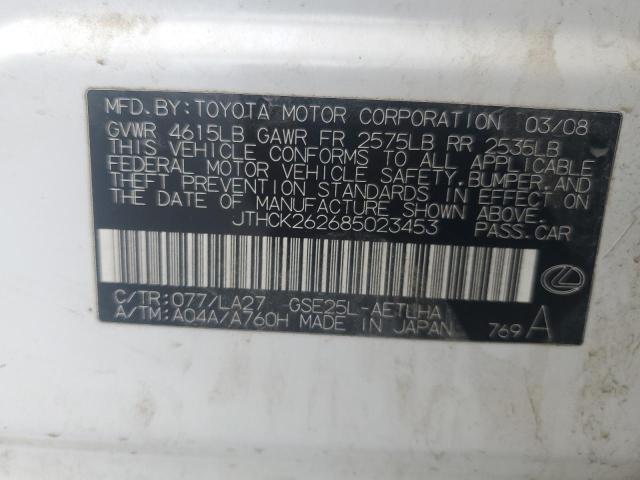 MFD. BY: TOYOTA MOTOR CORPORATION 03/08
GVWR 4615LB GAWR FR 2575LB RR 2535LB
THIS VEHICLE CONFORMS TO ALL APPLICABLE
FEDERAL MOTOR VEHICLE SAFETY, BUMPER, AND
THEFT PREVENTION STANDARDS IN EFFECT ON
THE DATE OF MANUFACTURE SHOWN ABOVE.
JTHCK262685023453 PASS. CAR
C/TR: 077/LA27 GSE25L-AETLHA
A/TM: A04A/A760H MADE IN JAPAN 769 A